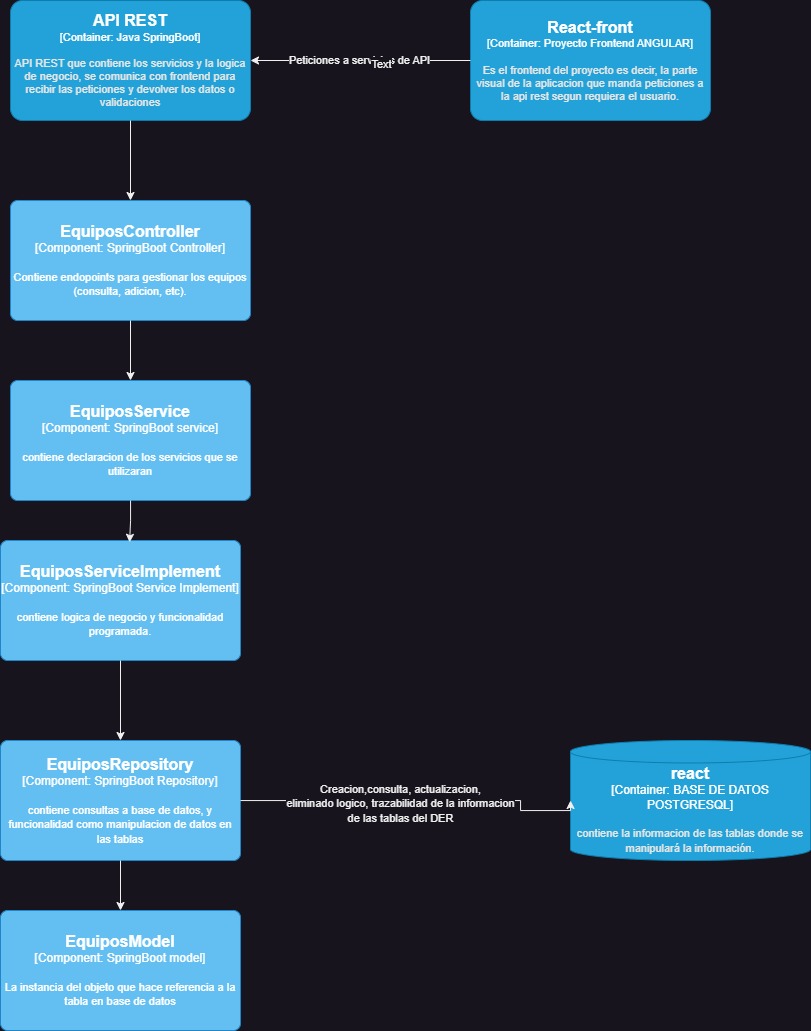 API REST
[Container: Java SpringBoot]
API REST que contiene los servicios y la logica
de negocio, se comunica con frontend para
recibir las peticiones y devolver los datos o
validaciones
Peticiones a servicios de API
Text
React-front
[Container: Proyecto Frontend ANGULAR]
Es el frontend del proyecto es decir, la parte
visual de la aplicacion que manda peticiones a
la api rest segun requiera el usuario.
EquiposController
[Component: SpringBoot Controller]
Contiene endopoints para gestionar los equipos
(consulta, adicion, etc).
EquiposService
[Component: SpringBoot service]
contiene declaracion de los servicios que se
utilizaran
EquiposServiceImplement
[Component: SpringBoot Service Implement]
contiene logica de negocio y funcionalidad
programada.
EquiposRepository
[Component: SpringBoot Repository]
contiene consultas a base de datos, y
funcionalidad como manipulacion de datos en
las tablas
Creacion,consulta, actualizacion,
eliminado logico, trazabilidad de la informacion
de las tablas del DER
react
[Container: BASE DE DATOS
POSTGRESQL]
contiene la informacion de las tablas donde se
manipulará la información.
EquiposModel
[Component: SpringBoot model]
La instancia del objeto que hace referencia a la
tabla en base de datos